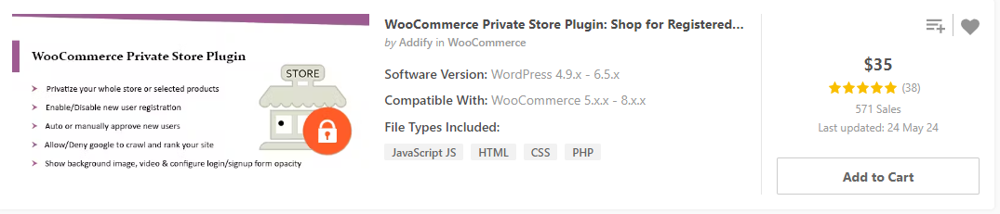 WooCommerce Private Store Plugin
Privatize your whole store or selected products
Enable/Disable new user registration
Auto or manually approve new users
Allow/Deny google to crawl and rank your site
Show background image, video & configure login/signup form opacity
STORE
WooCommerce Private Store Plugin: Shop for Registered...
by Addify in WooCommerce
Software Version: WordPress 4.9.x - 6.5.x
Compatible With: WooCommerce 5.x.x - 8.x.x
File Types Included:
JavaScript JS HTML CSS PHP
$35
(38)
571 Sales
Last updated: 24 May 24
Add to Cart